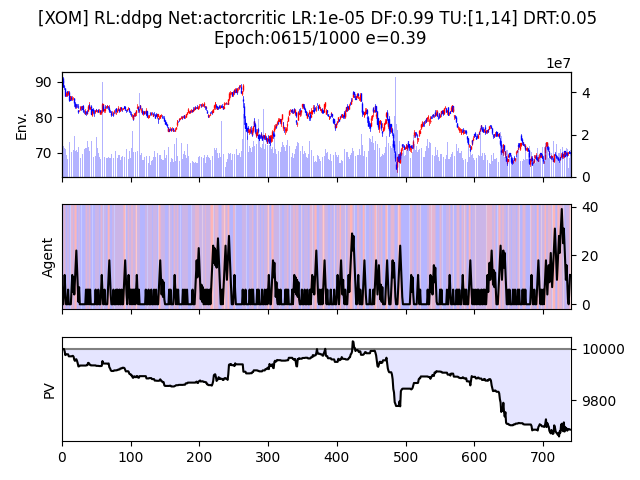 [XOM] RL:ddpg Net:actorcritic LR:1e-05 DF:0.99 TU:[1,14] DRT:0.05
Epoch:0615/1000 e=0.39
1e7
90
80
70
Env.
4
2
0
Agent
40
20
0
PV
10000
9800
0 100 200 300 400 500 600 700